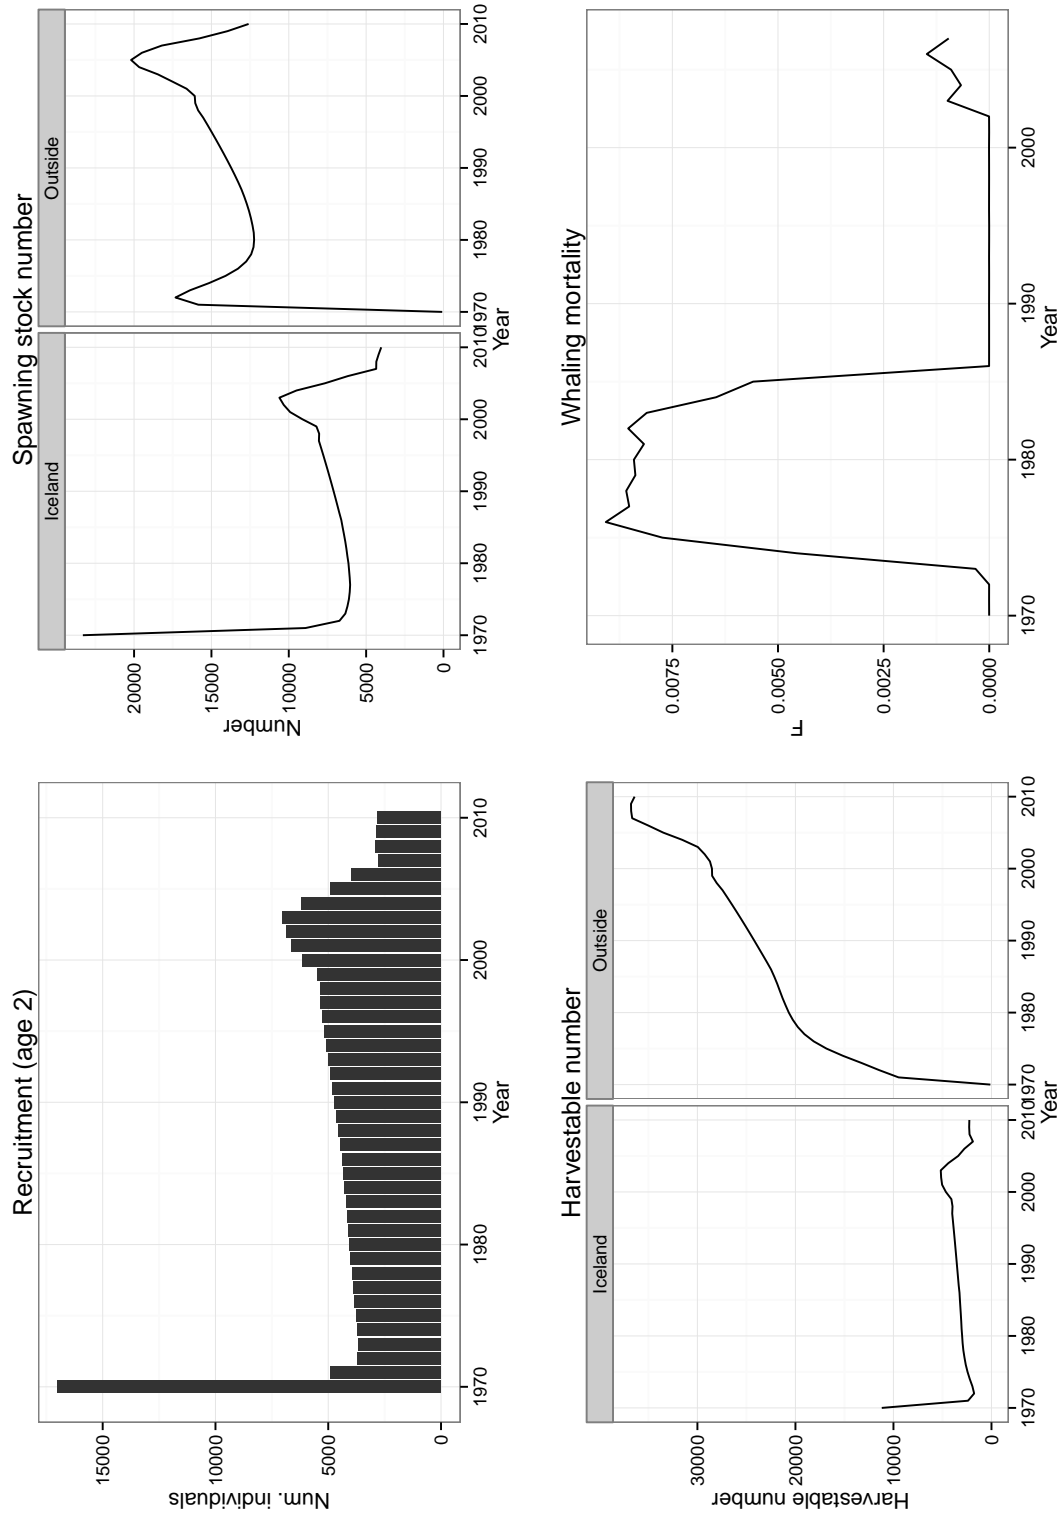 Recruitment (age 2)
Num. individuals
15000
10000
5000
0
1970
1980
1990
2000
2010
Year
Spawning stock number
Iceland
Outside
Number
20000
15000
10000
5000
0
1970
1980
1990
2000
2010
1970
1980
1990
2000
2010
Year
Harvestable number
Iceland
Outside
Harvestable number
30000
20000
10000
0
1970
1980
1990
2000
2010
1970
1980
1990
2000
2010
Year
Whaling mortality
F
0.0075
0.0050
0.0025
0.0000
1970
1980
1990
2000
Year